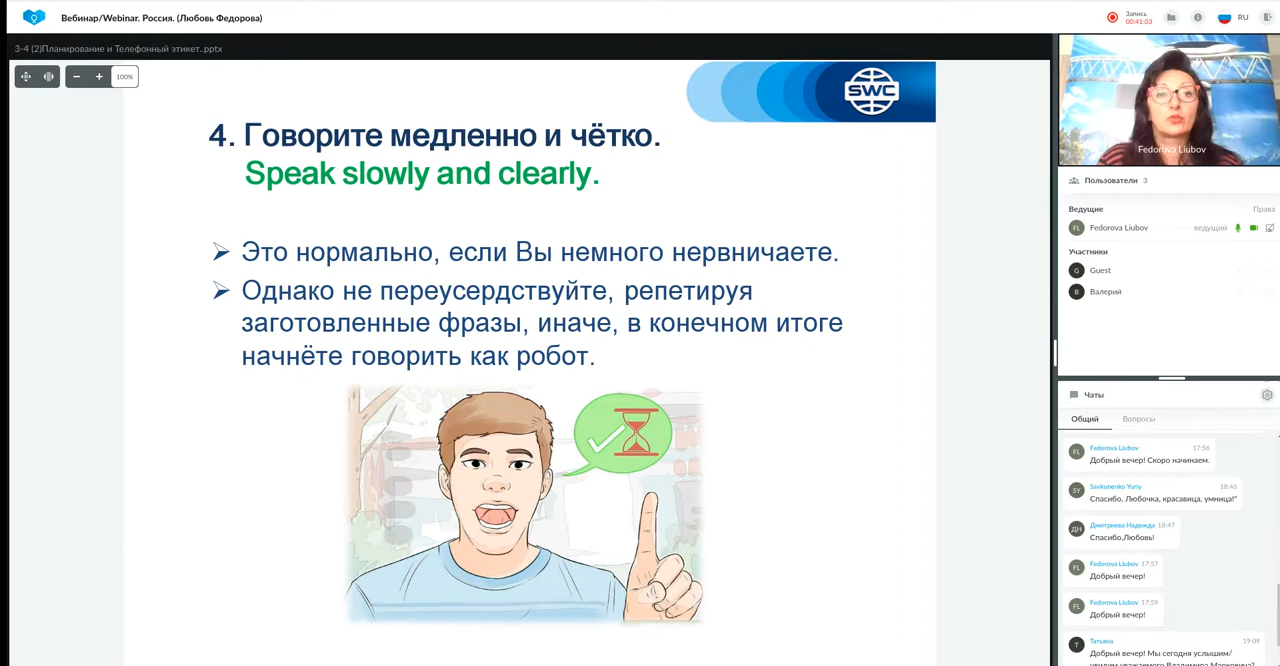 Вебинар/Webinar. Россия. (Любовь Федорова)
Запись
00:41:03
RU
3-4 (2)Планирование и Телефонный этикет..pptx
100%
SWC
4. Говорите медленно и чётко.
Speak slowly and clearly.
Это нормально, если Вы немного нервничаете.
Однако не переусердствуйте, репетируя
заготовленные фразы, иначе, в конечном итоге
начнёте говорить как робот.
Fedorova Liubov
Пользователи 3
Ведущие Права
FL Fedorova Liubov ведущий
Участники
G Guest
В Валерий
Чаты
Общий Вопросы
FL Fedorova Liubov 17:56
Добрый вечер! Скоро начинаем.
SY Savkunenko Yuriy 18:46
Спасибо, Любочка, красавица, умница!"
ДН Дмитриева Надежда 18:47
Спасибо,Любовь!
FL Fedorova Liubov 17:57
Добрый вечер!
FL Fedorova Liubov 17:59
Добрый вечер!
Т Татьяна 19:09
Добрый вечер! Мы сегодня услышим/
увидим уважаемого Владимира Марковича?